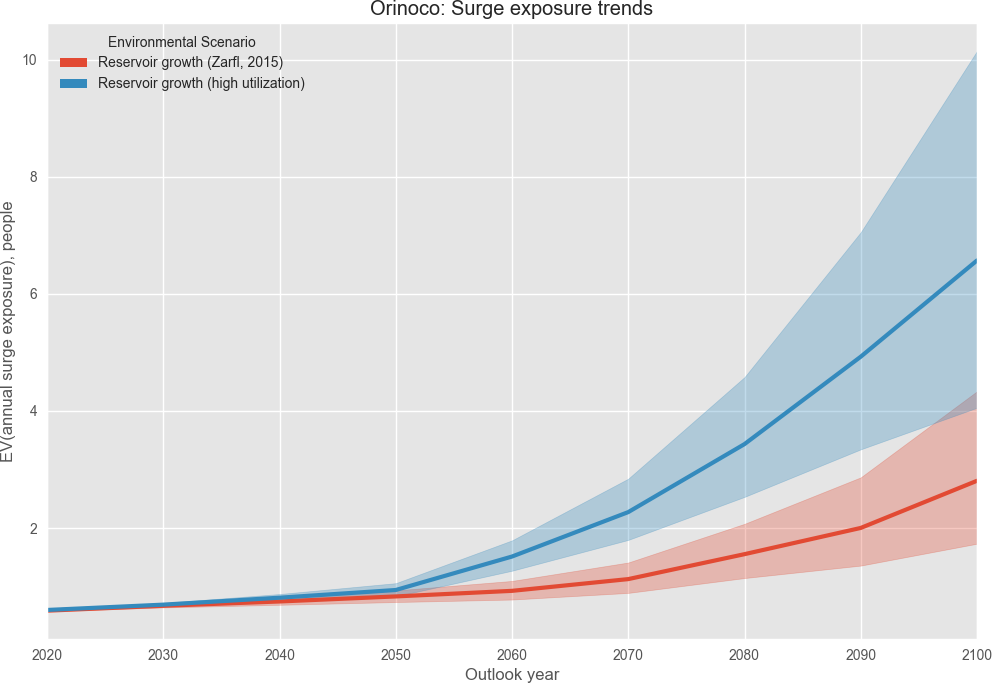 Orinoco: Surge exposure trends
Environmental Scenario
Reservoir growth (Zarfl, 2015)
Reservoir growth (high utilization)
EV(annual surge exposure), people
10
8
6
4
2
2020 2030 2040 2050 2060 2070 2080 2090 2100
Outlook year